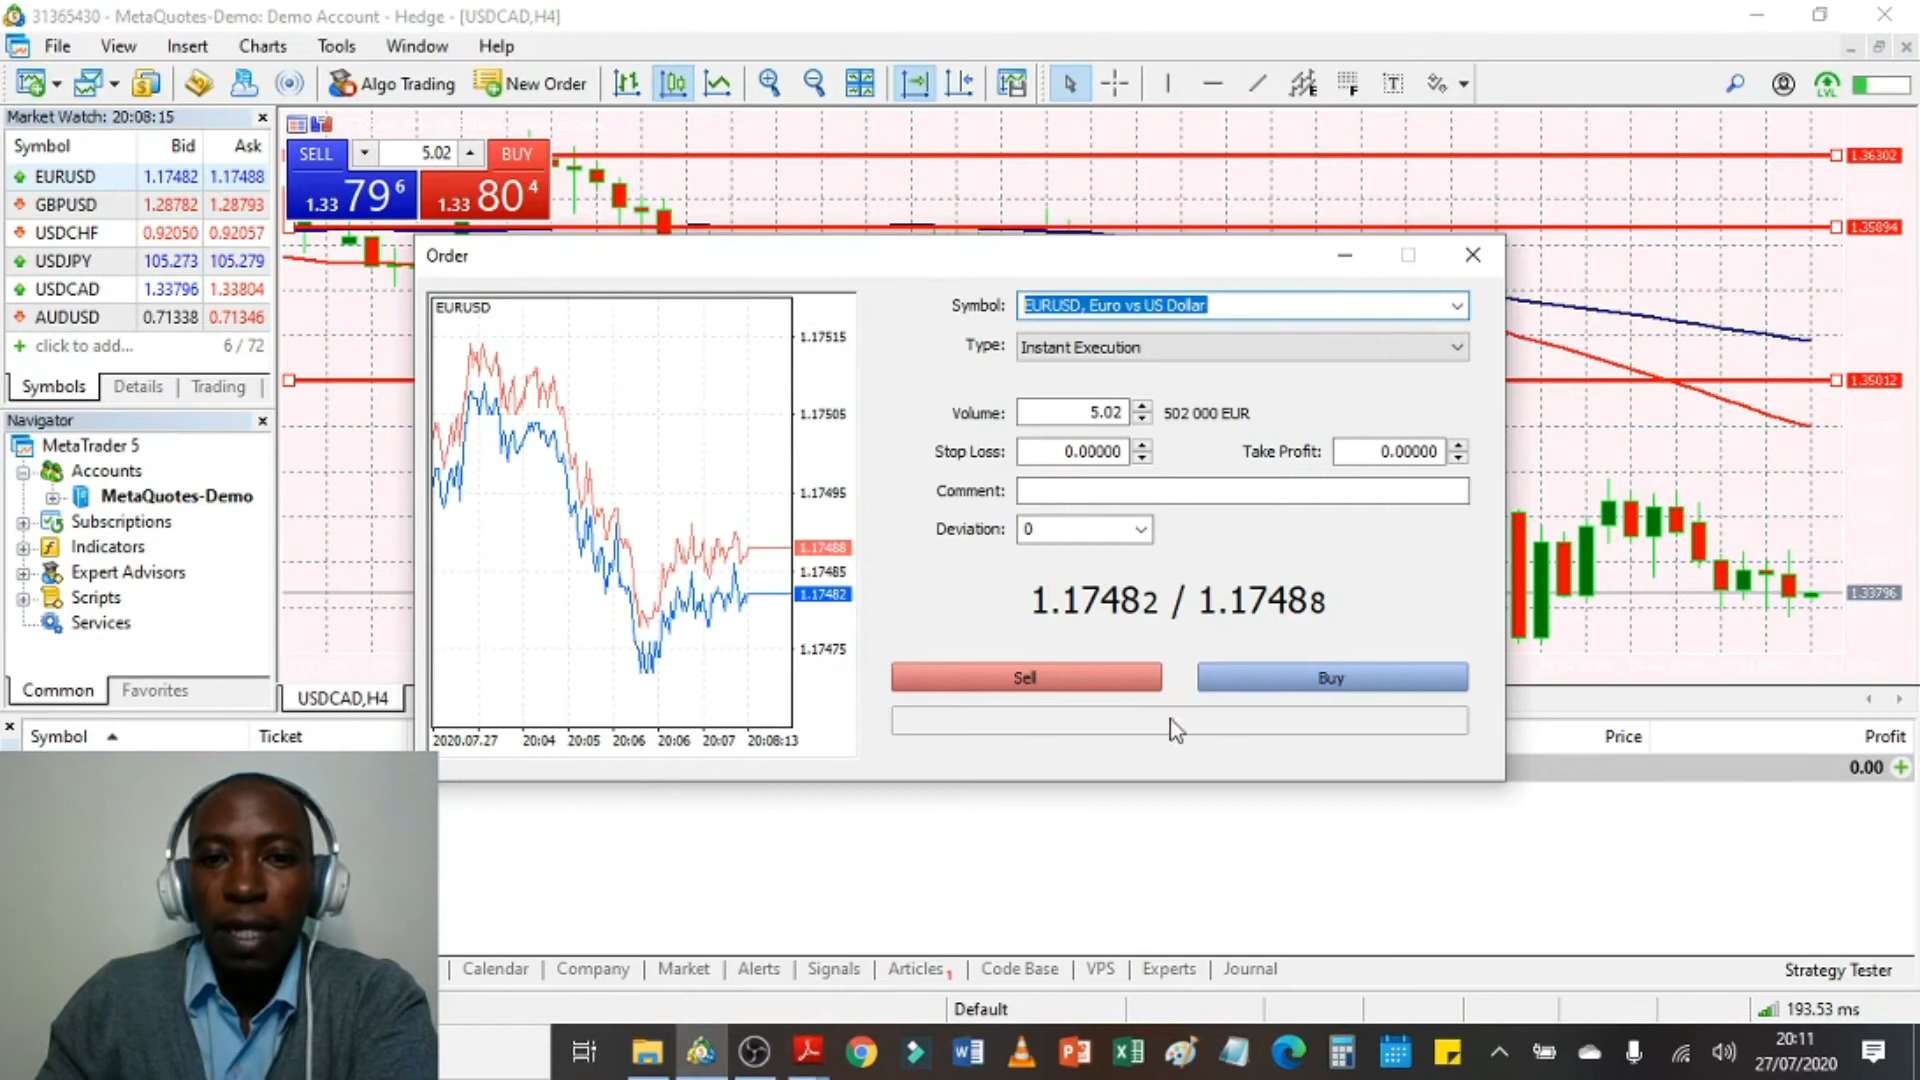 31365430 - MetaQuotes-Demo: Demo Account - Hedge - [USDCAD,H4]
File View Insert Charts Tools Window Help
Algo Trading New Order
Market Watch: 20:08:15
Symbol Bid Ask
EURUSD 1.17482 1.17488
GBPUSD 1.28782 1.28793
USDCHF 0.92050 0.92057
USDJPY 105.273 105.279
USDCAD 1.33796 1.33804
AUDUSD 0.71338 0.71346
click to add... 6 / 72
Symbols Details Trading
Navigator
MetaTrader 5
Accounts
MetaQuotes-Demo
Subscriptions
Indicators
Expert Advisors
Scripts
Services
Common Favorites
SELL 5.02 BUY
1.33 79 6 1.33 80 4
1.36302
1.35894
1.35012
1.33796
USDCAD,H4
Order
EURUSD
1.17515
1.17505
1.17495
1.17488
1.17485
1.17482
1.17475
2020.07.27 20:04 20:05 20:06 20:06 20:07 20:08:13
Symbol: EURUSD, Euro vs US Dollar
Type: Instant Execution
Volume: 5.02 502 000 EUR
Stop Loss: 0.00000 Take Profit: 0.00000
Comment:
Deviation: 0
1.17482 / 1.17488
Sell Buy
Symbol Ticket Price Profit
0.00
Calendar Company Market Alerts Signals Articles 1 Code Base VPS Experts Journal
Strategy Tester
Default 193.53 ms
20:11
27/07/2020